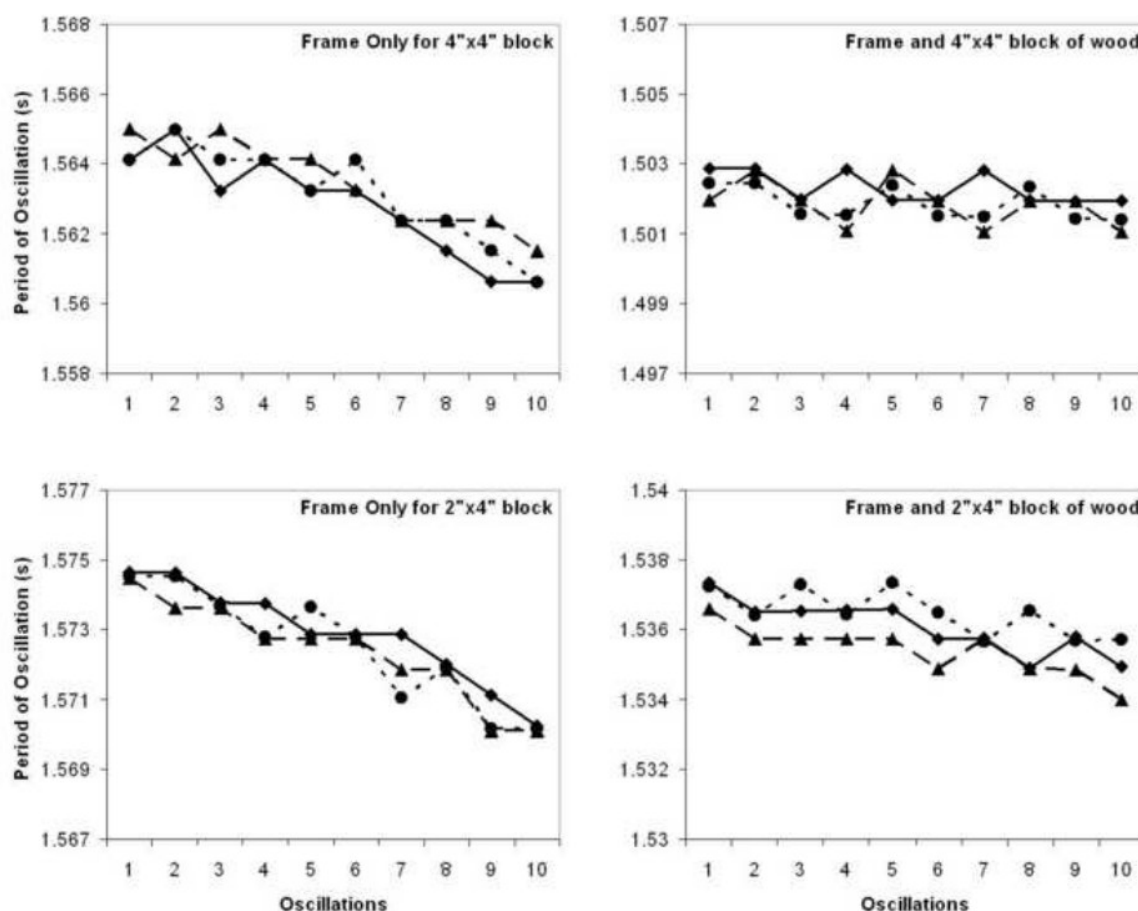 Frame Only for 4"x4" block
Period of Oscillation (s)
1.568
1.566
1.564
1.562
1.56
1.558
1 2 3 4 5 6 7 8 9 10
Frame and 4"x4" block of wood
1.507
1.505
1.503
1.501
1.499
1.497
1 2 3 4 5 6 7 8 9 10
Frame Only for 2"x4" block
Period of Oscillation (s)
1.577
1.575
1.573
1.571
1.569
1.567
1 2 3 4 5 6 7 8 9 10
Oscillations
Frame and 2"x4" block of wood
1.54
1.538
1.536
1.534
1.532
1.53
1 2 3 4 5 6 7 8 9 10
Oscillations